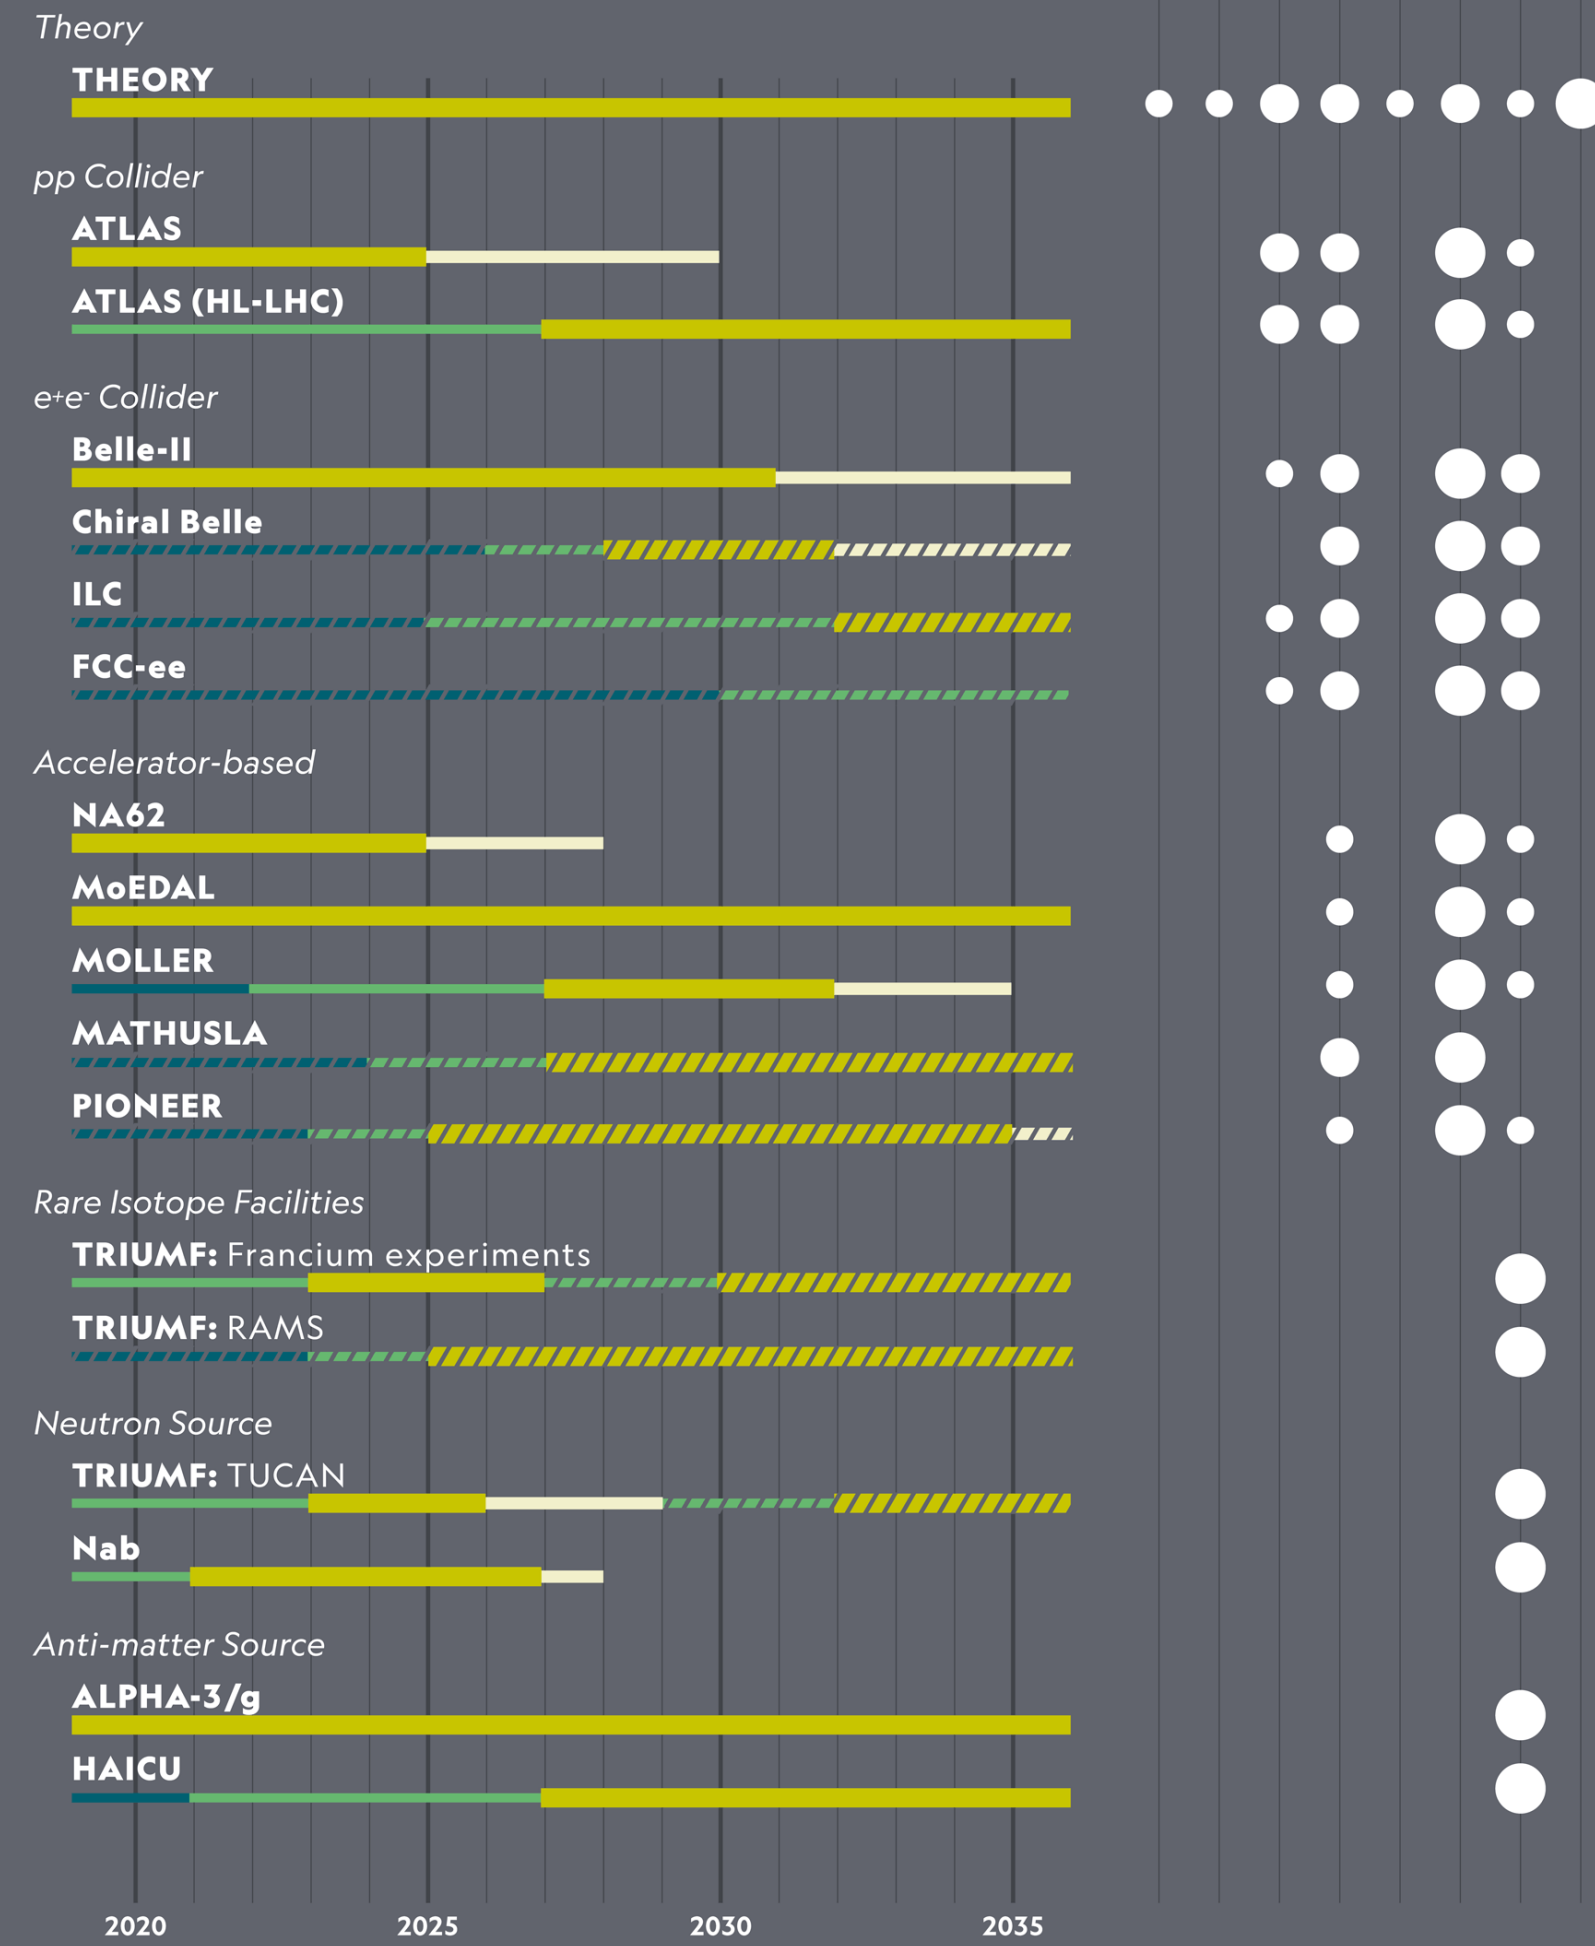 Theory
THEORY
pp Collider
ATLAS
ATLAS (HL-LHC)
e+e- Collider
Belle-II
Chiral Belle
ILC
FCC-ee
Accelerator-based
NA62
MoEDAL
MOLLER
MATHUSLA
PIONEER
Rare Isotope Facilities
TRIUMF: Francium experiments
TRIUMF: RAMS
Neutron Source
TRIUMF: TUCAN
Nab
Anti-matter Source
ALPHA-3/g
HAICU
2020 2025 2030 2035